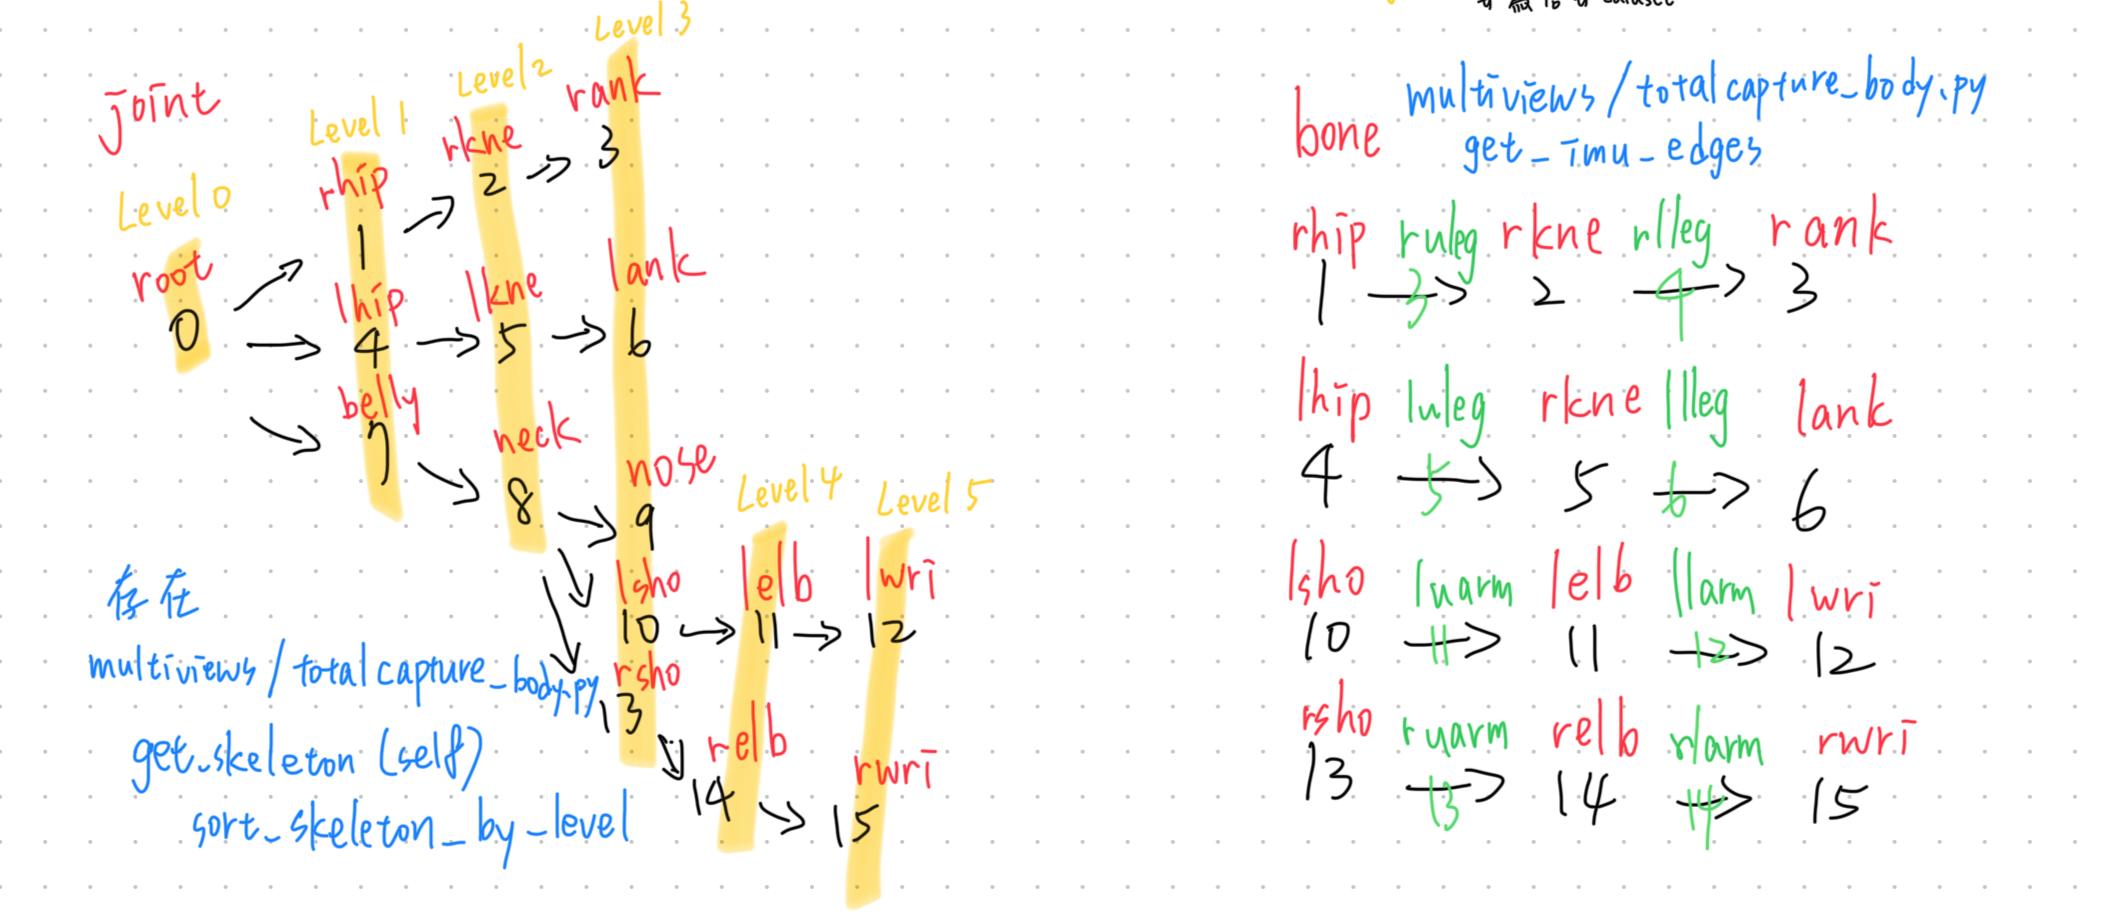 joint
Level 0
root
0
Level 1
rhip
1
lhip
4
belly
7
Level 2
rkne
2
lkne
5
neck
8
Level 3
rank
3
lank
6
nose
9
lsho
10
rsho
13
Level 4
lelb
11
relb
14
Level 5
lwri
12
rwri
15
存在
multiviews/totalcapture_body.py
get_skeleton (self)
sort_skeleton_by_level
dataset
bone
multiviews/totalcapture_body.py
get_imu_edges
rhip ruleg rkne rlleg rank
1 3 2 4 3
lhip luleg rkne llleg lank
4 5 5 6 6
lsho luarm lelb llarm lwri
10 11 11 12 12
rsho ruarm relb rlarm rwri
13 13 14 14 15